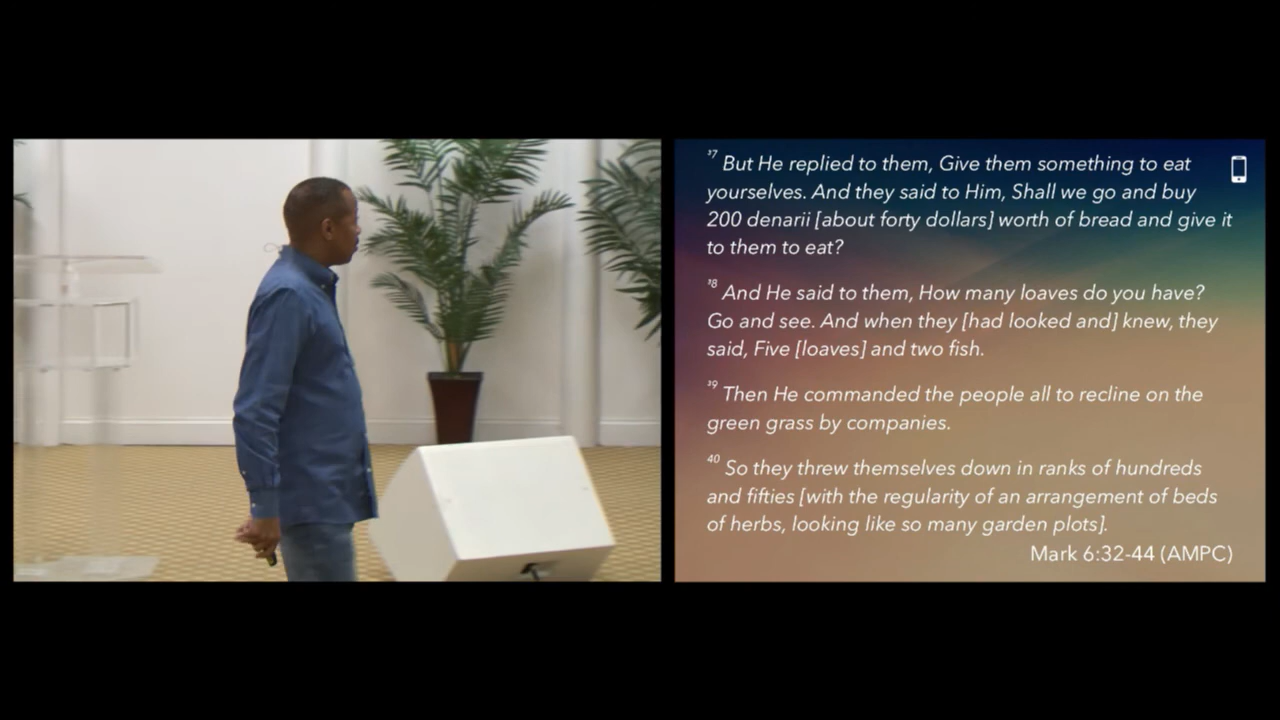 37 But He replied to them, Give them something to eat
yourselves. And they said to Him, Shall we go and buy
200 denarii [about forty dollars] worth of bread and give it
to them to eat?
38 And He said to them, How many loaves do you have?
Go and see. And when they [had looked and] knew, they
said, Five [loaves] and two fish.
39 Then He commanded the people all to recline on the
green grass by companies.
40 So they threw themselves down in ranks of hundreds
and fifties [with the regularity of an arrangement of beds
of herbs, looking like so many garden plots].
Mark 6:32-44 (AMPC)